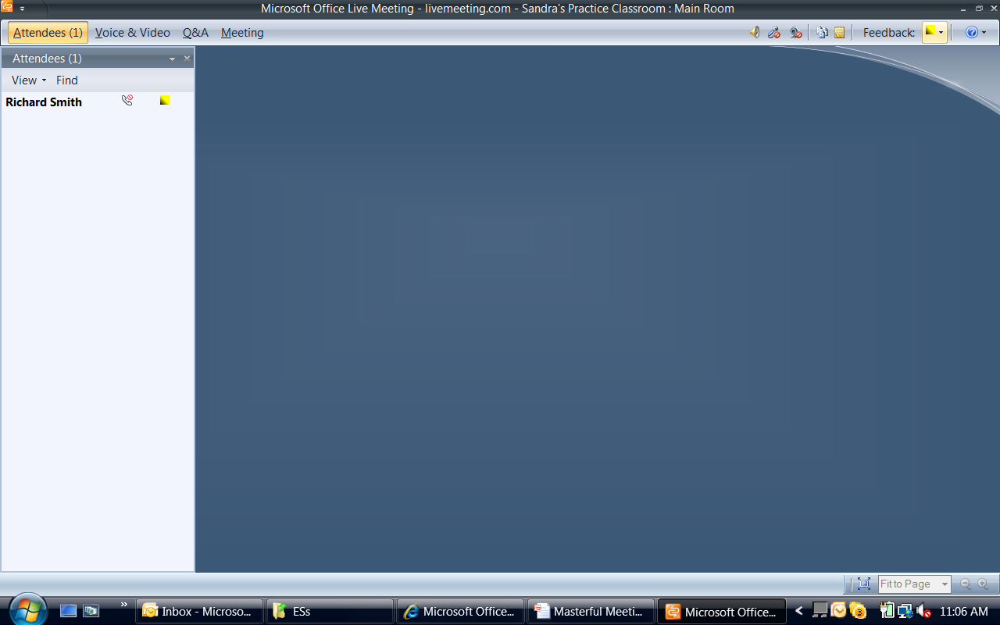 Microsoft Office Live Meeting - livemeeting.com - Sandra's Practice Classroom : Main Room
Attendees (1) Voice & Video Q&A Meeting Feedback:
Attendees (1)
View Find
Richard Smith
Fit to Page
Inbox - Microso... ESs Microsoft Office... Masterful Meeti... Microsoft Office... 3 11:06 AM